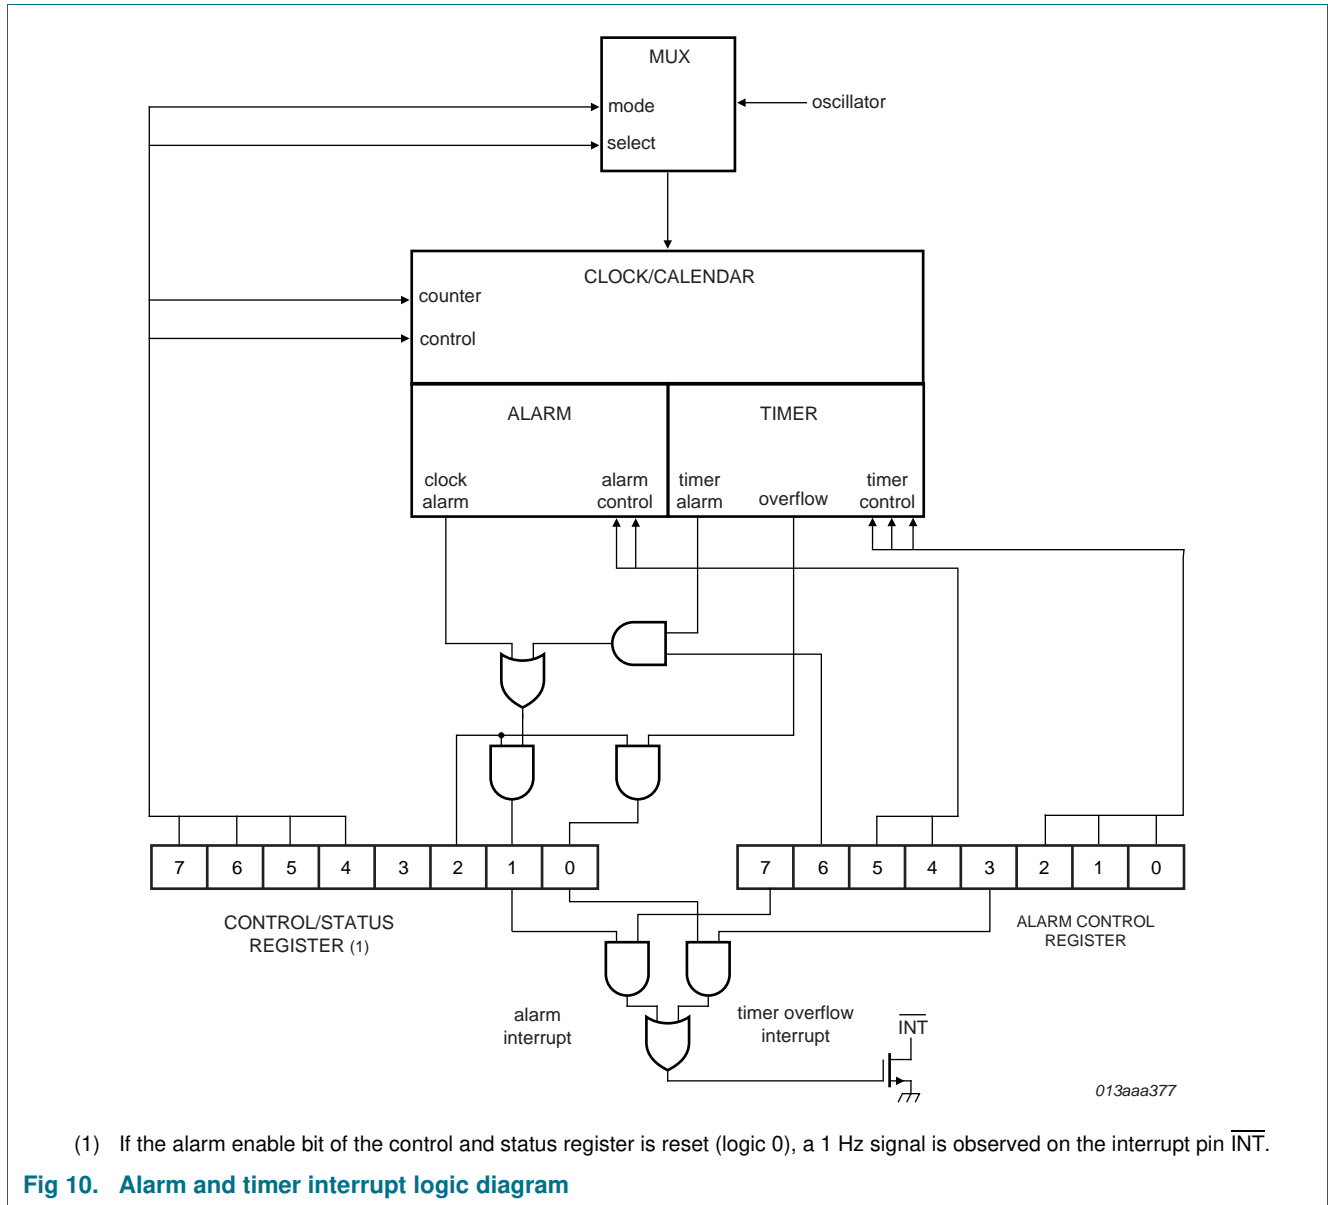 MUX
mode
oscillator
select
CLOCK/CALENDAR
counter
control
ALARM
TIMER
clock
alarm
alarm
control
timer
alarm
overflow
timer
control
7 6 5 4 3 2 1 0
7 6 5 4 3 2 1 0
CONTROL/STATUS
REGISTER (1)
ALARM CONTROL
REGISTER
alarm
interrupt
timer overflow
interrupt
I̅N̅T̅
013aaa377
(1) If the alarm enable bit of the control and status register is reset (logic 0), a 1 Hz signal is observed on the interrupt pin I̅N̅T̅.
Fig 10. Alarm and timer interrupt logic diagram